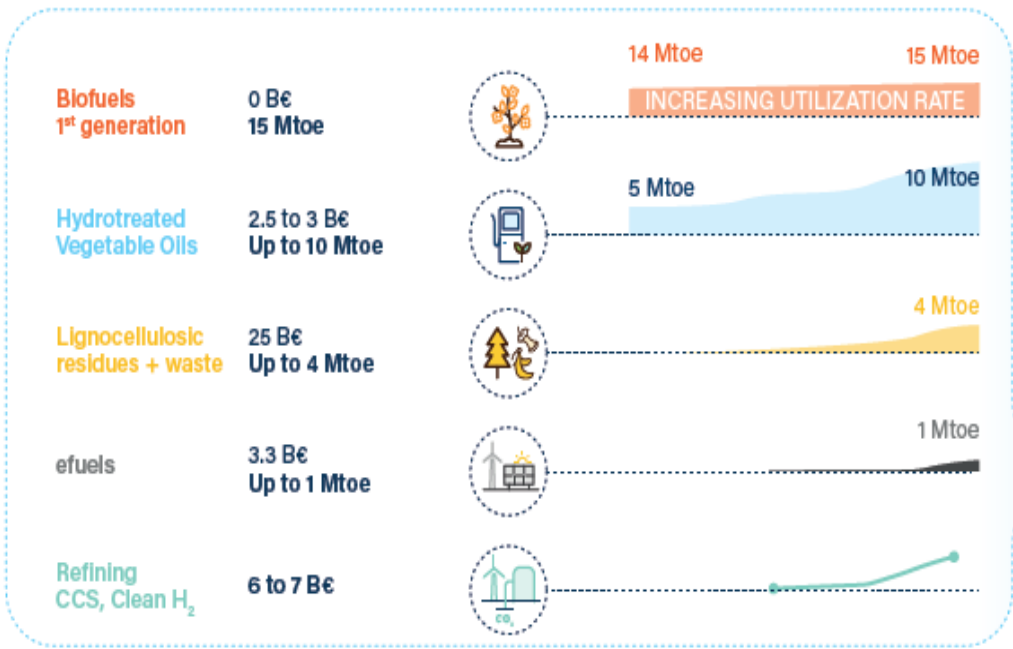 14 Mtoe
15 Mtoe
Biofuels
1st generation
0 B€
15 Mtoe
INCREASING UTILIZATION RATE
Hydrotreated
Vegetable Oils
2.5 to 3 B€
Up to 10 Mtoe
5 Mtoe
10 Mtoe
Lignocellulosic
residues + waste
25 B€
Up to 4 Mtoe
4 Mtoe
efuels
3.3 B€
Up to 1 Mtoe
1 Mtoe
Refining
CCS, Clean H2
6 to 7 B€
CO2